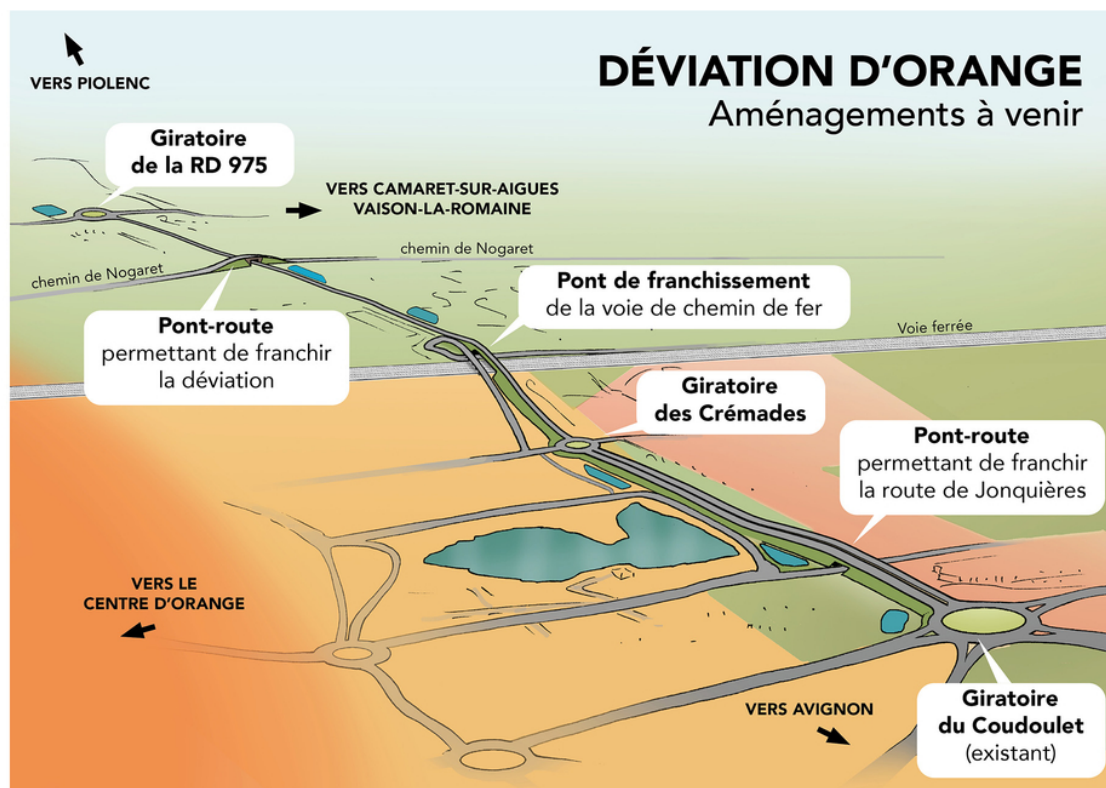 DÉVIATION D'ORANGE
Aménagements à venir
VERS PIOLENC
Giratoire
de la RD 975
VERS CAMARET-SUR-AIGUES
VAISON-LA-ROMAINE
chemin de Nogaret
chemin de Nogaret
Pont de franchissement
de la voie de chemin de fer
Pont-route
permettant de franchir
la déviation
Voie ferrée
Giratoire
des Crémades
Pont-route
permettant de franchir
la route de Jonquières
VERS LE
CENTRE D'ORANGE
VERS AVIGNON
Giratoire
du Coudoulet
(existant)